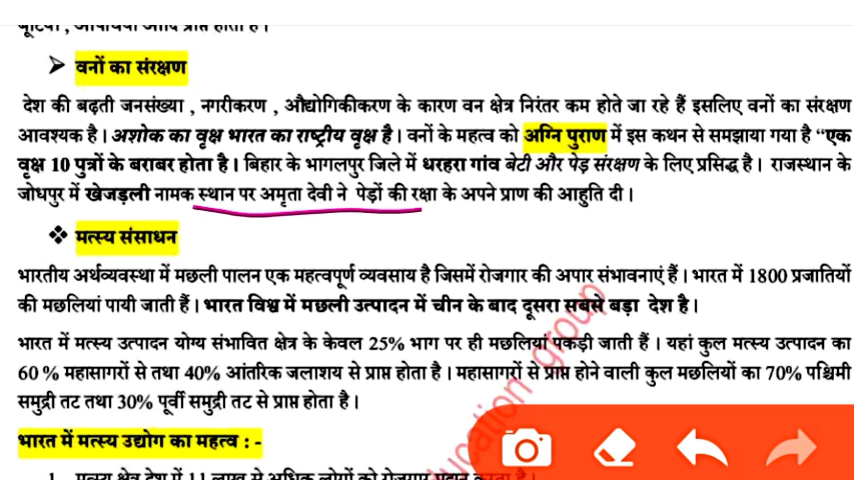 ➤ वनों का संरक्षण
देश की बढ़ती जनसंख्या , नगरीकरण , औद्योगिकीकरण के कारण वन क्षेत्र निरंतर कम होते जा रहे हैं इसलिए वनों का संरक्षण
आवश्यक है। अशोक का वृक्ष भारत का राष्ट्रीय वृक्ष है। वनों के महत्व को अग्नि पुराण में इस कथन से समझाया गया है “एक
वृक्ष 10 पुत्रों के बराबर होता है। बिहार के भागलपुर जिले में धरहरा गांव बेटी और पेड़ संरक्षण के लिए प्रसिद्ध है। राजस्थान के
जोधपुर में खेजड़ली नामक स्थान पर अमृता देवी ने पेड़ों की रक्षा के अपने प्राण की आहुति दी।
❖ मत्स्य संसाधन
भारतीय अर्थव्यवस्था में मछली पालन एक महत्वपूर्ण व्यवसाय है जिसमें रोजगार की अपार संभावनाएं हैं। भारत में 1800 प्रजातियों
की मछलियां पायी जाती हैं। भारत विश्व में मछली उत्पादन में चीन के बाद दूसरा सबसे बड़ा देश है।
भारत में मत्स्य उत्पादन योग्य संभावित क्षेत्र के केवल 25% भाग पर ही मछलियां पकड़ी जाती हैं। यहां कुल मत्स्य उत्पादन का
60 % महासागरों से तथा 40% आंतरिक जलाशय से प्राप्त होता है। महासागरों से प्राप्त होने वाली कुल मछलियों का 70% पश्चिमी
समुद्री तट तथा 30% पूर्वी समुद्री तट से प्राप्त होता है।
भारत में मत्स्य उद्योग का महत्व : -
group